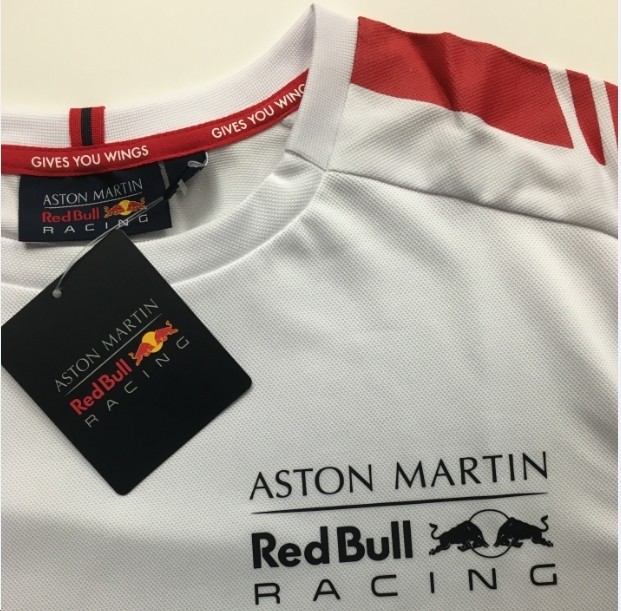 GIVES YOU WINGS
GIVES YOU WING
ASTON MARTIN
Red Bull
RACING
ASTON MARTIN
Red Bull
RACING
ASTON MARTIN
Red Bull
RACING